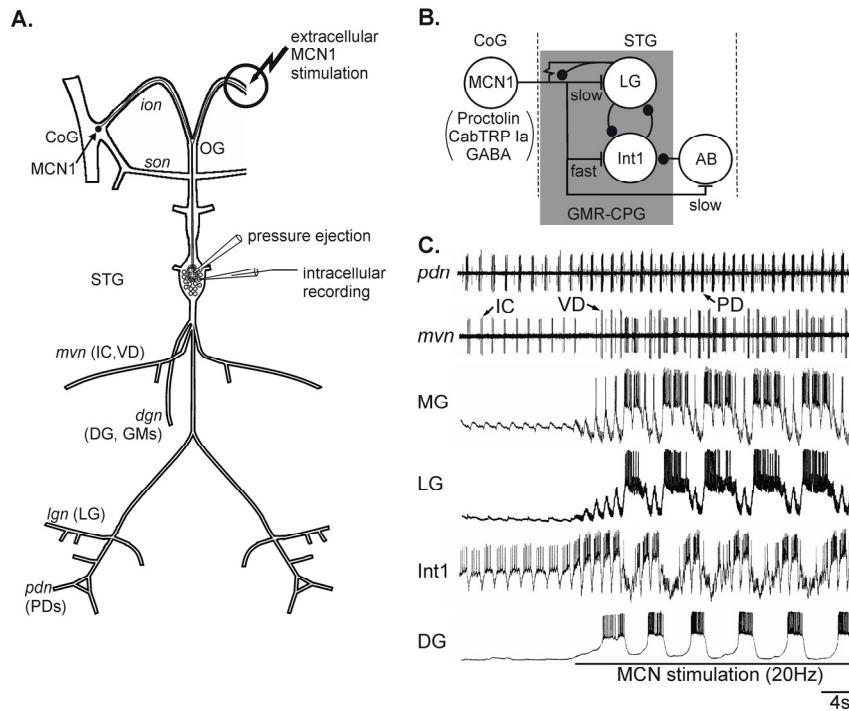 A.
extracellular
MCN1
stimulation
ion
CoG
MCN1
son
OG
pressure ejection
STG
intracellular
recording
mvn (IC,VD)
dgn
(DG, GMs)
lgn (LG)
pdn
(PDs)
B.
CoG
STG
MCN1
LG
slow
(Proctolin
CabTRP Ia
GABA)
Int1
AB
fast
slow
GMR-CPG
C.
pdn
IC
VD
PD
mvn
MG
LG
Int1
DG
MCN stimulation (20Hz)
4s